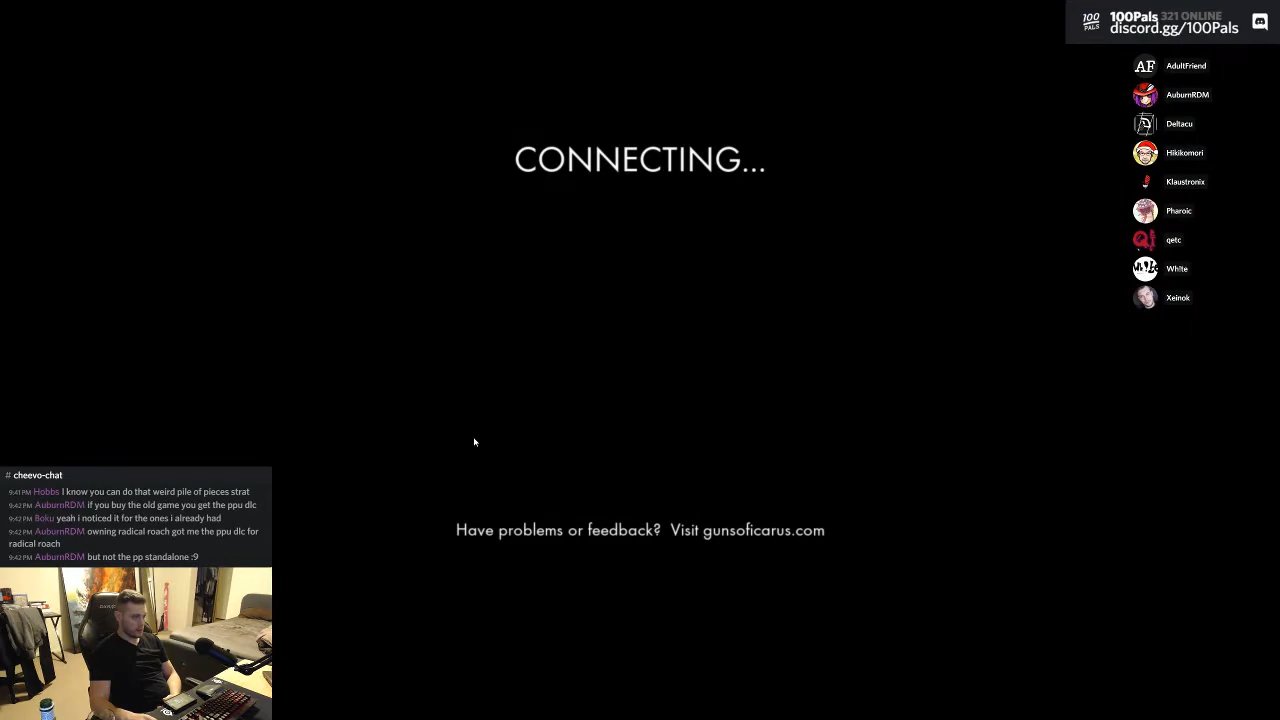 100 PALS
100Pals 321 ONLINE
discord.gg/100Pals
AF AdultFriend
AuburnRDM
Deltacu
Hikikomori
Klaustronix
Pharoic
qetc
Wh!te
Xeinok
CONNECTING...
Have problems or feedback? Visit gunsoficarus.com
# cheevo-chat
9:41 PM Hobbs I know you can do that weird pile of pieces strat
9:42 PM AuburnRDM if you buy the old game you get the ppu dlc
9:42 PM Boku yeah i noticed it for the ones i already had
9:42 PM AuburnRDM owning radical roach got me the ppu dlc for
radical roach
9:42 PM AuburnRDM but not the pp standalone :9